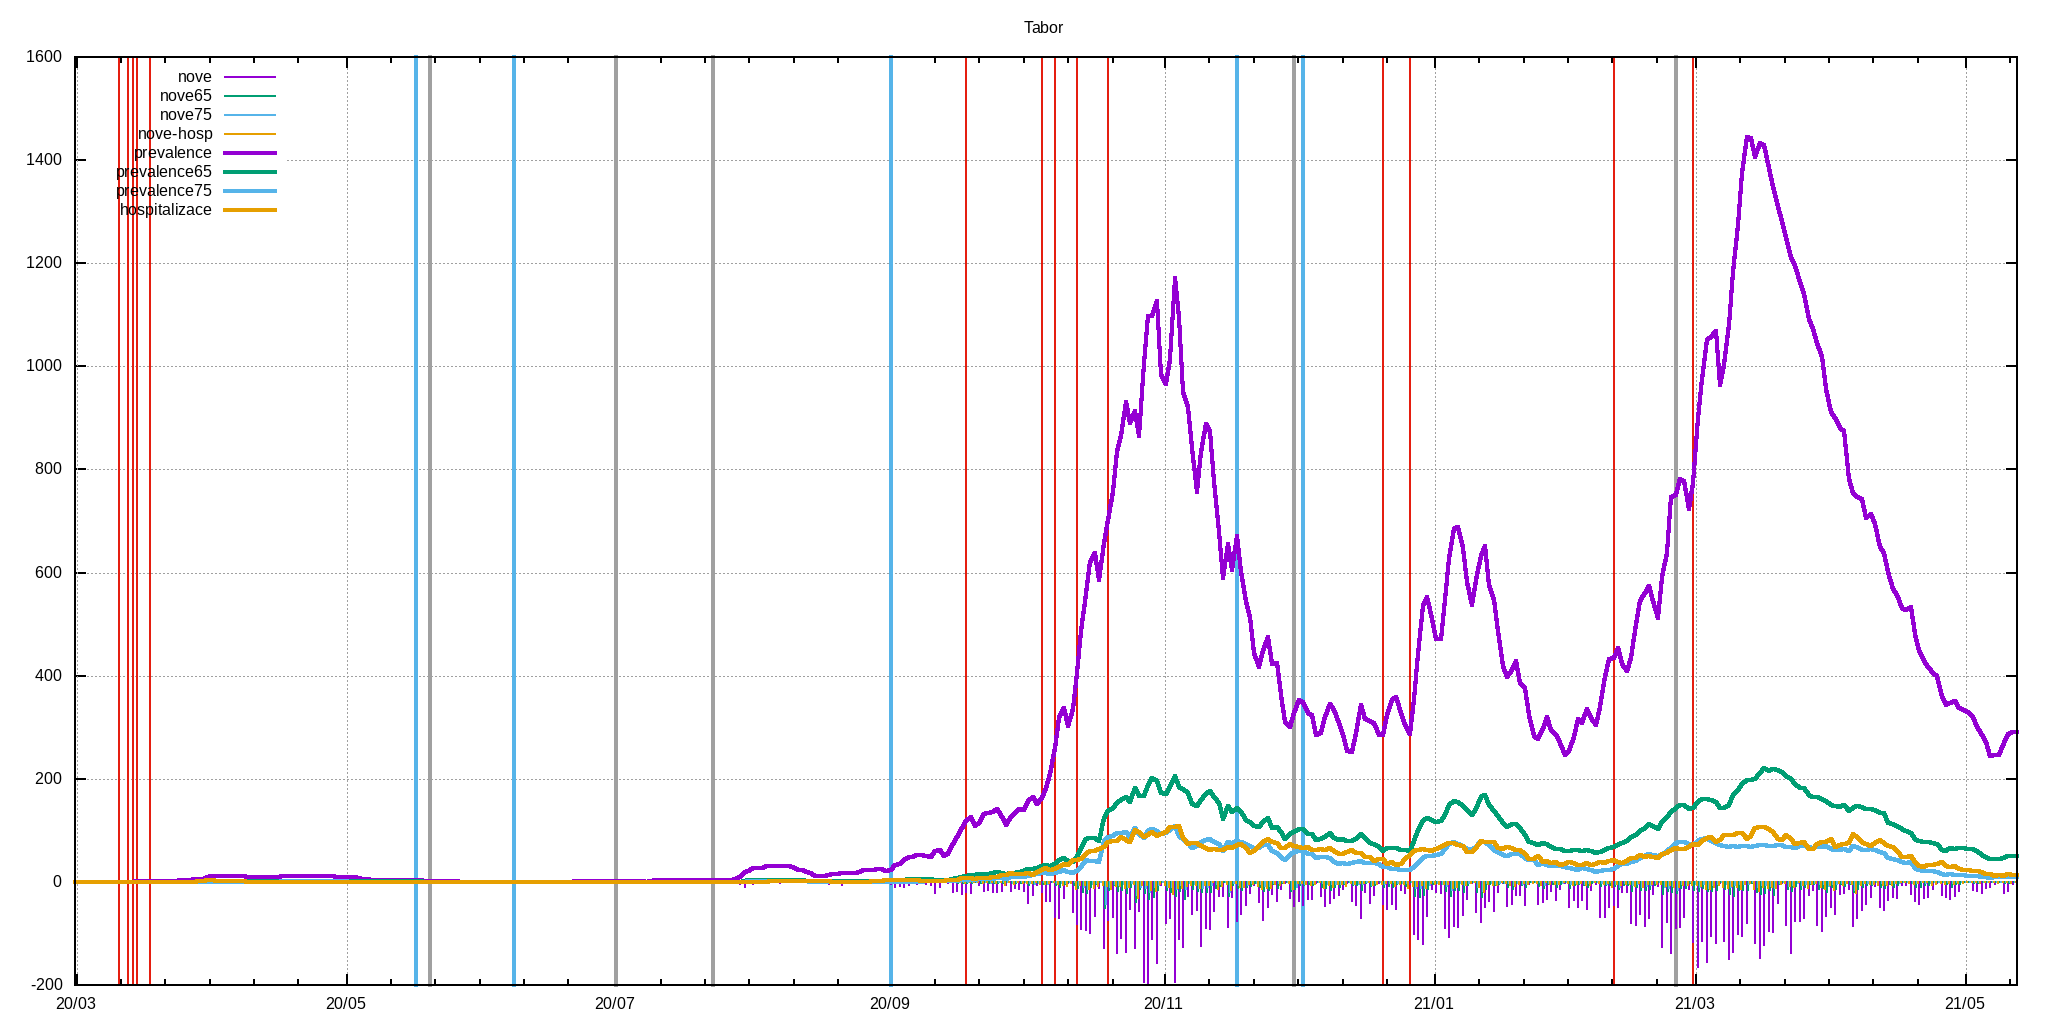 Tabor
1600
1400
1200
1000
800
600
400
200
0
-200
nove
nove65
nove75
nove-hosp
prevalence
prevalence65
prevalence75
hospitalizace
20/03 20/05 20/07 20/09 20/11 21/01 21/03 21/05